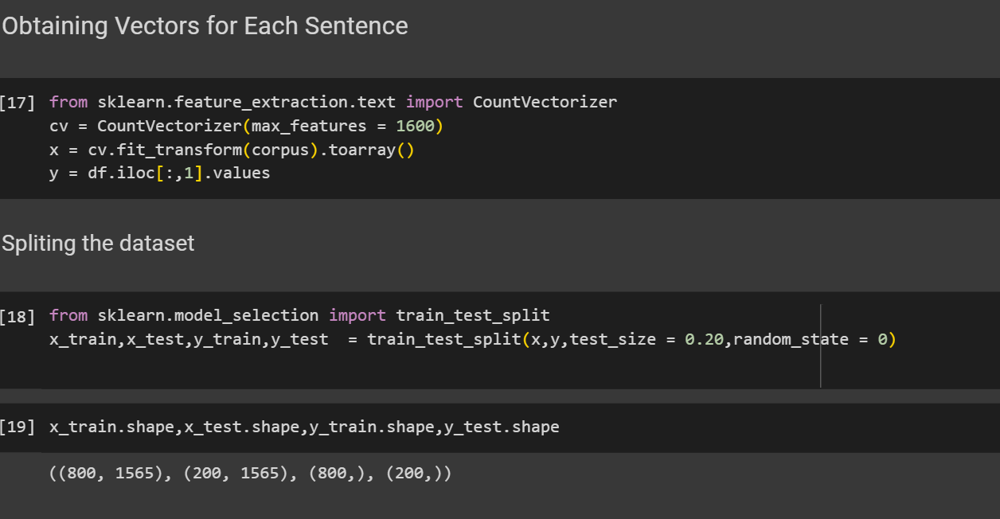 Obtaining Vectors for Each Sentence
[17] from sklearn.feature_extraction.text import CountVectorizer
cv = CountVectorizer(max_features = 1600)
x = cv.fit_transform(corpus).toarray()
y = df.iloc[:,1].values
Spliting the dataset
[18] from sklearn.model_selection import train_test_split
x_train,x_test,y_train,y_test  = train_test_split(x,y,test_size = 0.20,random_state = 0)
[19] x_train.shape,x_test.shape,y_train.shape,y_test.shape
((800, 1565), (200, 1565), (800,), (200,))